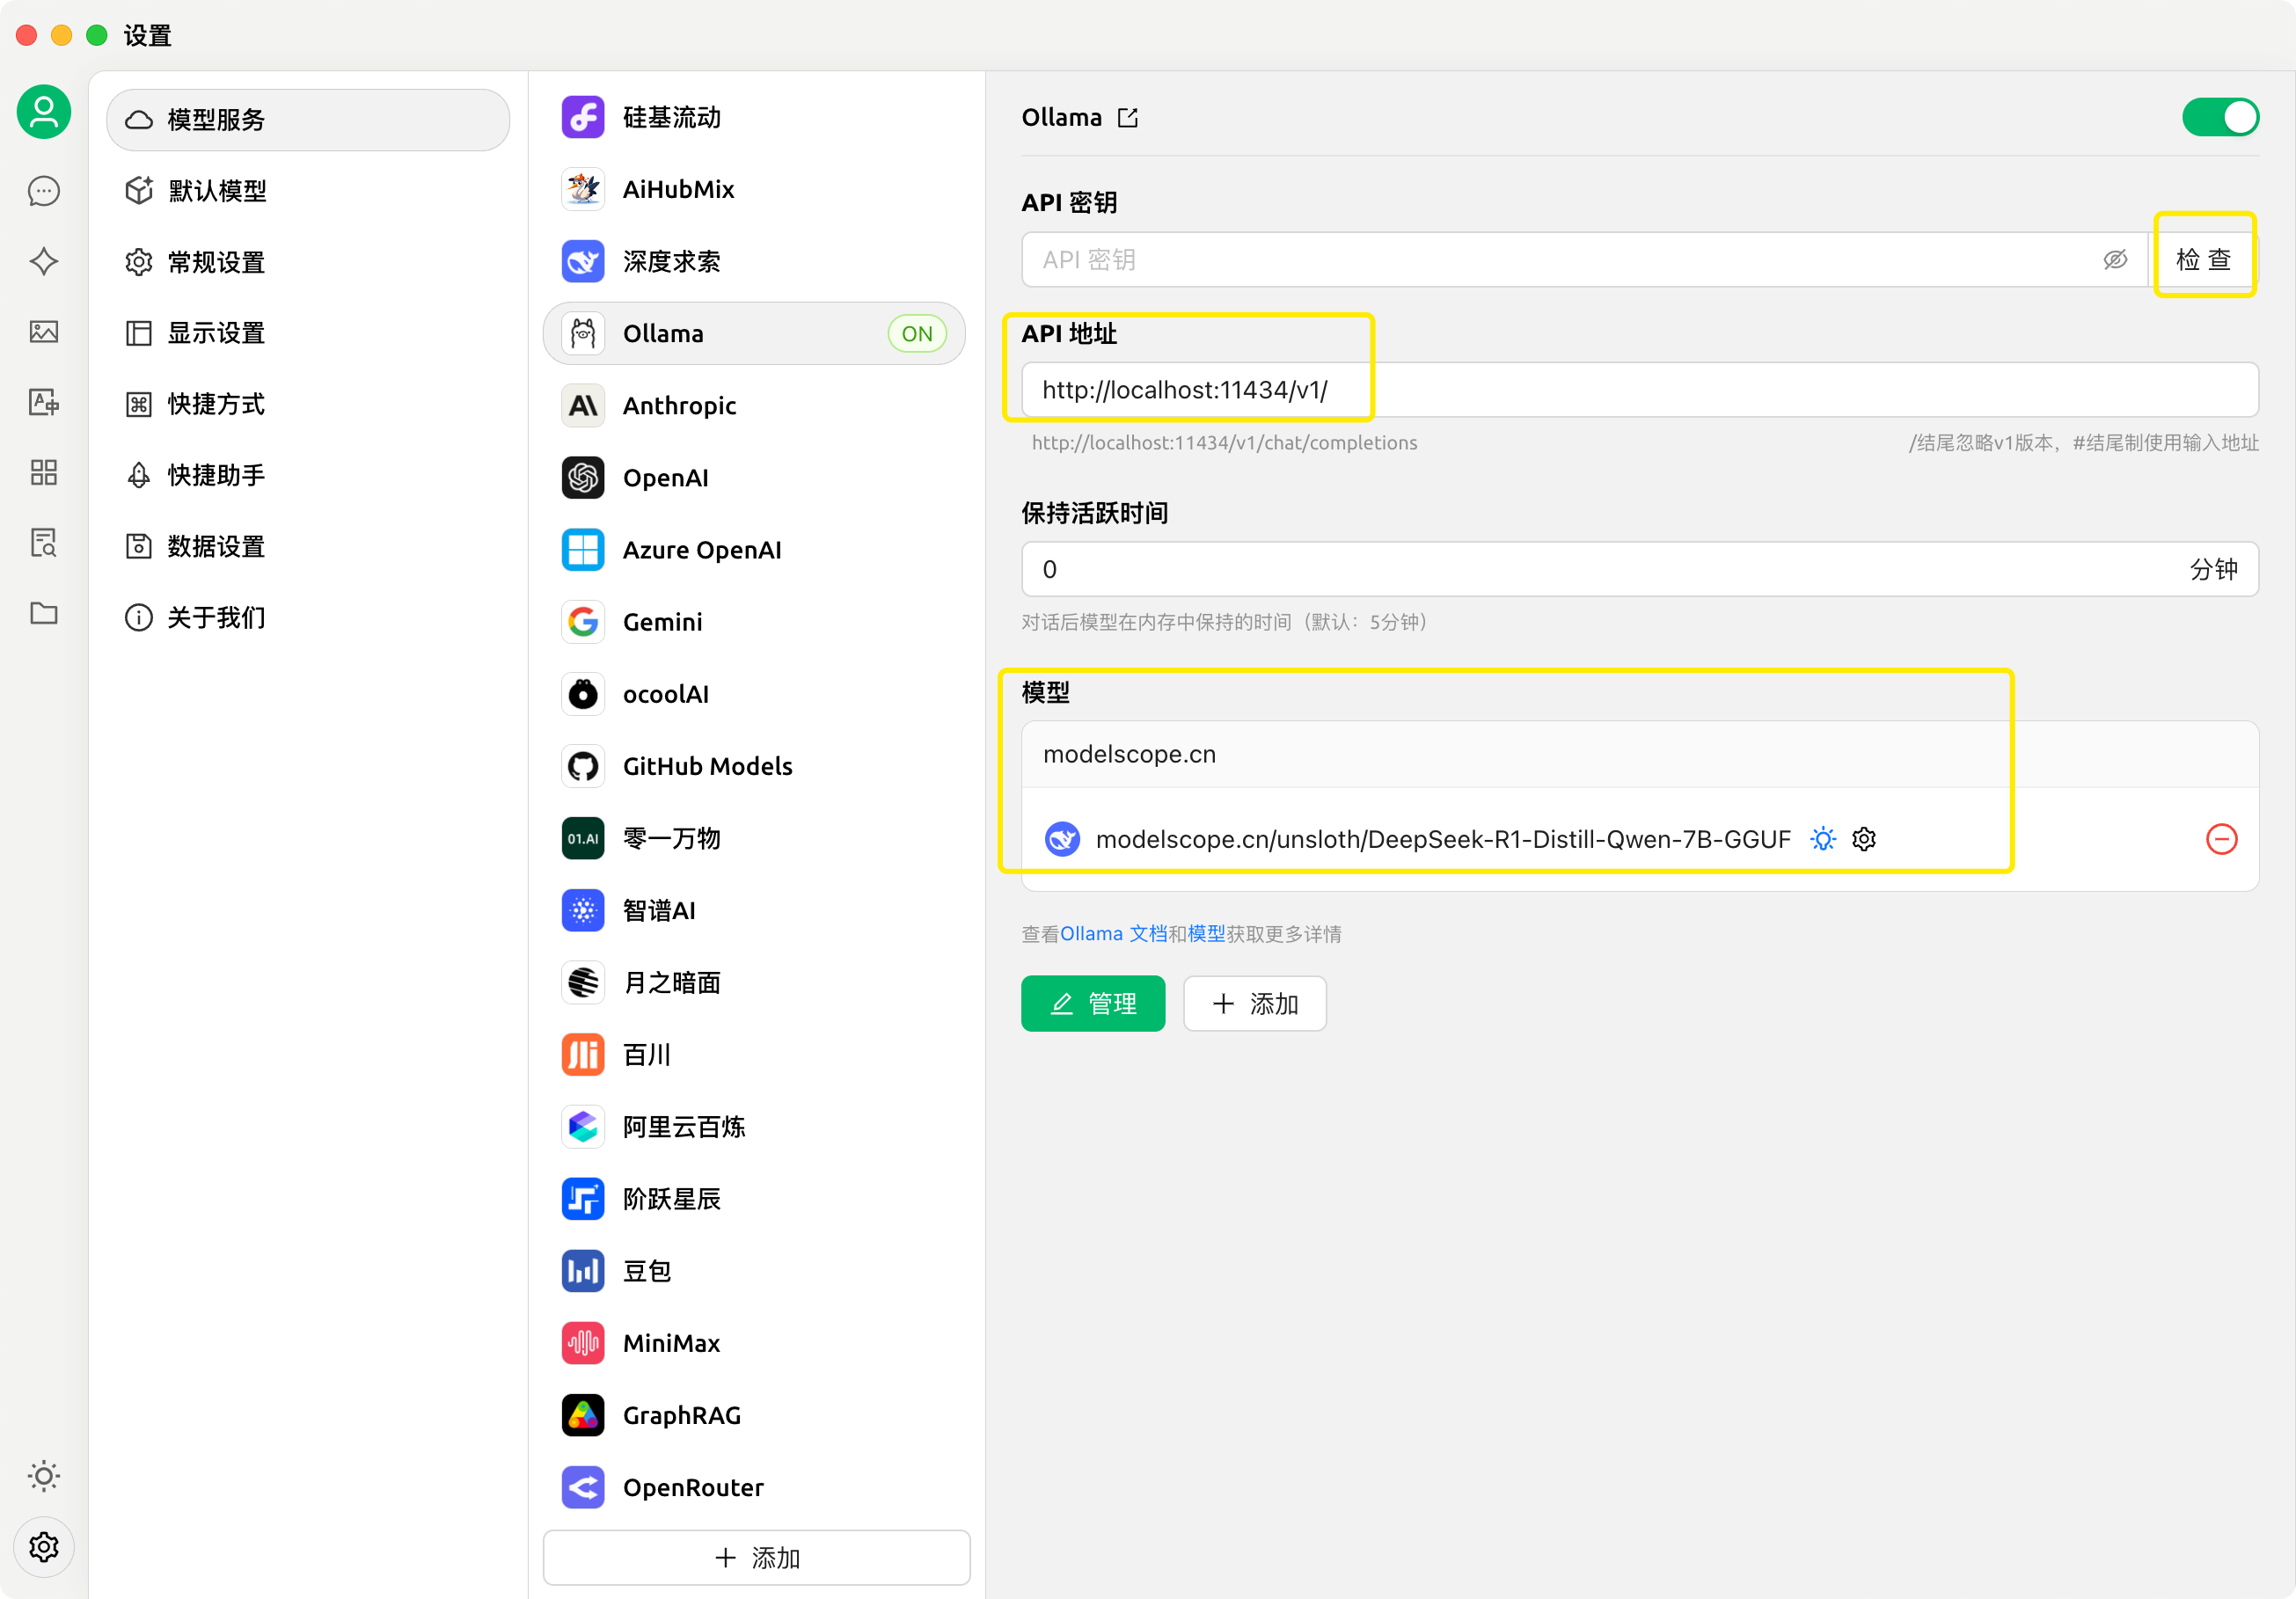 设置
模型服务
默认模型
常规设置
显示设置
快捷方式
快捷助手
数据设置
关于我们
硅基流动
AiHubMix
深度求索
Ollama
ON
Anthropic
OpenAI
Azure OpenAI
Gemini
ocoolAI
GitHub Models
01.AI
零一万物
智谱AI
月之暗面
百川
阿里云百炼
阶跃星辰
豆包
MiniMax
GraphRAG
OpenRouter
添加
Ollama
API 密钥
API 密钥
检 查
API 地址
http://localhost:11434/v1/
http://localhost:11434/v1/chat/completions
/结尾忽略v1版本，#结尾制使用输入地址
保持活跃时间
0
分钟
对话后模型在内存中保持的时间（默认：5分钟）
模型
modelscope.cn
modelscope.cn/unsloth/DeepSeek-R1-Distill-Qwen-7B-GGUF
查看Ollama 文档和模型获取更多详情
管理
添加